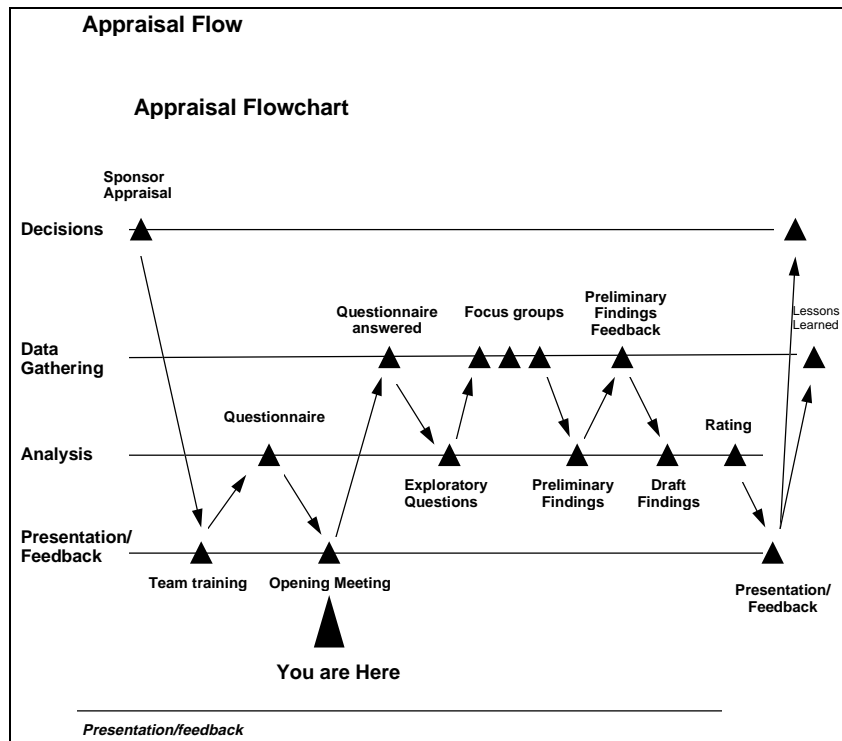 Appraisal Flow
Appraisal Flowchart
Sponsor
Appraisal
Decisions
Questionnaire
answered
Focus groups
Preliminary
Findings
Feedback
Lessons
Learned
Data
Gathering
Questionnaire
Rating
Analysis
Exploratory
Questions
Preliminary
Findings
Draft
Findings
Presentation/
Feedback
Team training
Opening Meeting
Presentation/
Feedback
You are Here
Presentation/feedback